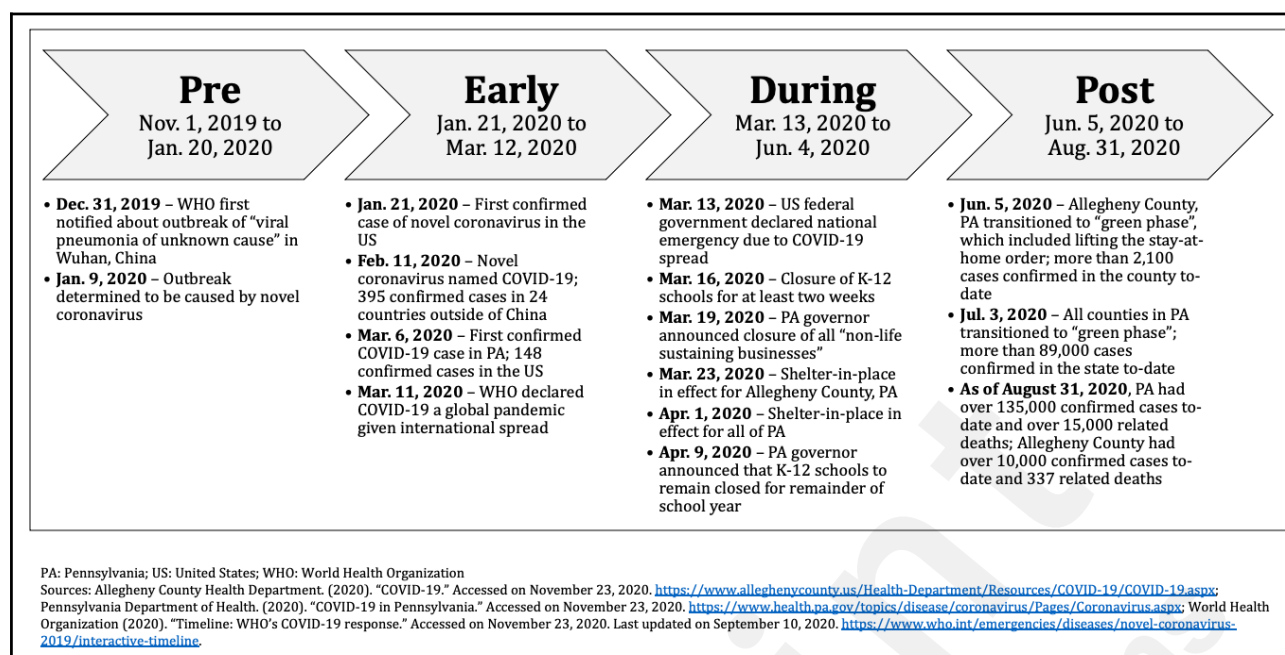 Pre
Nov. 1, 2019 to
Jan. 20, 2020
• Dec. 31, 2019 – WHO first
notified about outbreak of “viral
pneumonia of unknown cause” in
Wuhan, China
• Jan. 9, 2020 – Outbreak
determined to be caused by novel
coronavirus
Early
Jan. 21, 2020 to
Mar. 12, 2020
• Jan. 21, 2020 – First confirmed
case of novel coronavirus in the
US
• Feb. 11, 2020 – Novel
coronavirus named COVID-19;
395 confirmed cases in 24
countries outside of China
• Mar. 6, 2020 – First confirmed
COVID-19 case in PA; 148
confirmed cases in the US
• Mar. 11, 2020 – WHO declared
COVID-19 a global pandemic
given international spread
During
Mar. 13, 2020 to
Jun. 4, 2020
• Mar. 13, 2020 – US federal
government declared national
emergency due to COVID-19
spread
• Mar. 16, 2020 – Closure of K-12
schools for at least two weeks
• Mar. 19, 2020 – PA governor
announced closure of all “non-life
sustaining businesses”
• Mar. 23, 2020 – Shelter-in-place
in effect for Allegheny County, PA
• Apr. 1, 2020 – Shelter-in-place in
effect for all of PA
• Apr. 9, 2020 – PA governor
announced that K-12 schools to
remain closed for remainder of
school year
Post
Jun. 5, 2020 to
Aug. 31, 2020
• Jun. 5, 2020 – Allegheny County,
PA transitioned to “green phase”,
which included lifting the stay-at-
home order; more than 2,100
cases confirmed in the county to-
date
• Jul. 3, 2020 – All counties in PA
transitioned to “green phase”;
more than 89,000 cases
confirmed in the state to-date
• As of August 31, 2020, PA had
over 135,000 confirmed cases to-
date and over 15,000 related
deaths; Allegheny County had
over 10,000 confirmed cases to-
date and 337 related deaths
PA: Pennsylvania; US: United States; WHO: World Health Organization
Sources: Allegheny County Health Department. (2020). “COVID-19.” Accessed on November 23, 2020. https://www.alleghenycounty.us/Health-Department/Resources/COVID-19/COVID-19.aspx;
Pennsylvania Department of Health. (2020). “COVID-19 in Pennsylvania.” Accessed on November 23, 2020. https://www.health.pa.gov/topics/disease/coronavirus/Pages/Coronavirus.aspx; World Health
Organization (2020). “Timeline: WHO’s COVID-19 response.” Accessed on November 23, 2020. Last updated on September 10, 2020. https://www.who.int/emergencies/diseases/novel-coronavirus-
2019/interactive-timeline.